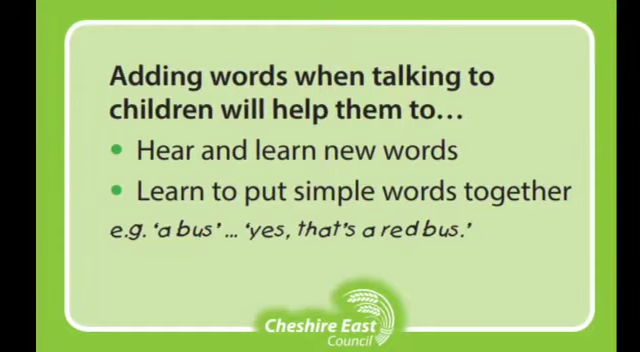 Adding words when talking to
children will help them to...
• Hear and learn new words
• Learn to put simple words together
e.g. ‘a bus’ ... ‘yes, that’s a red bus.’
Cheshire East
Council